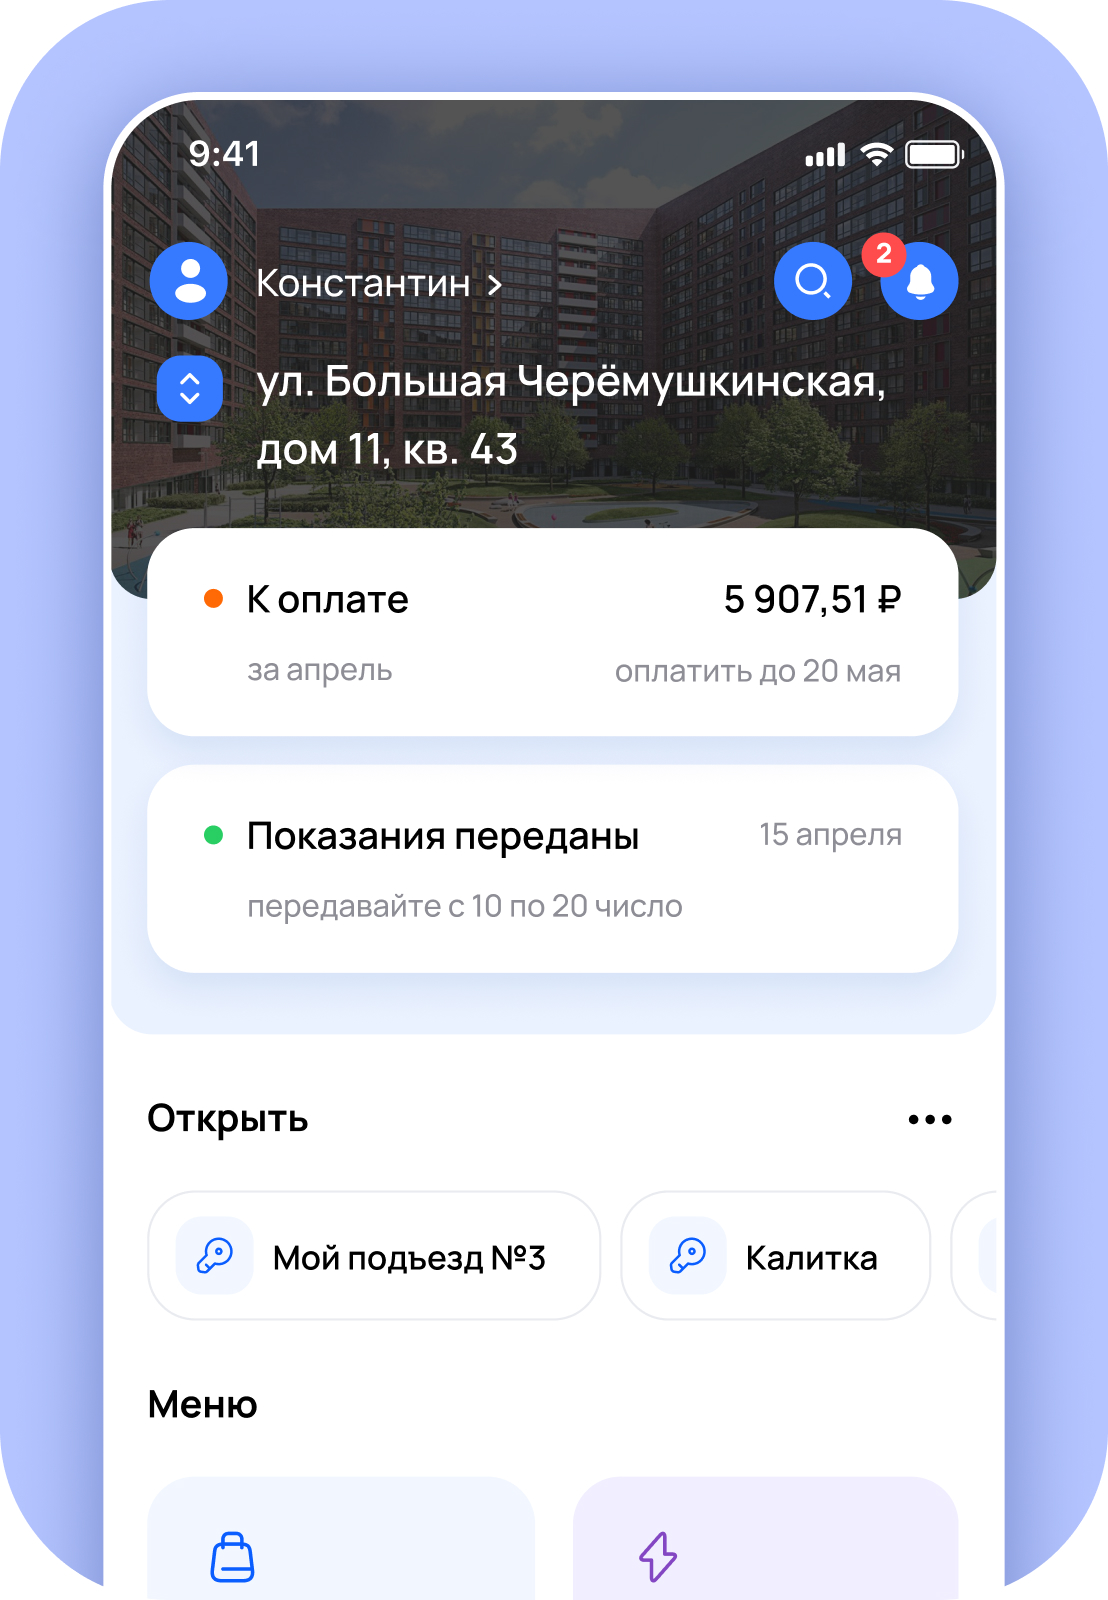 9:41
2
Константин
ул. Большая Черёмушкинская,
дом 11, кв. 43
К оплате 5 907,51 ₽
за апрель оплатить до 20 мая
Показания переданы 15 апреля
передавайте с 10 по 20 число
Открыть
Мой подъезд №3 Калитка
Меню